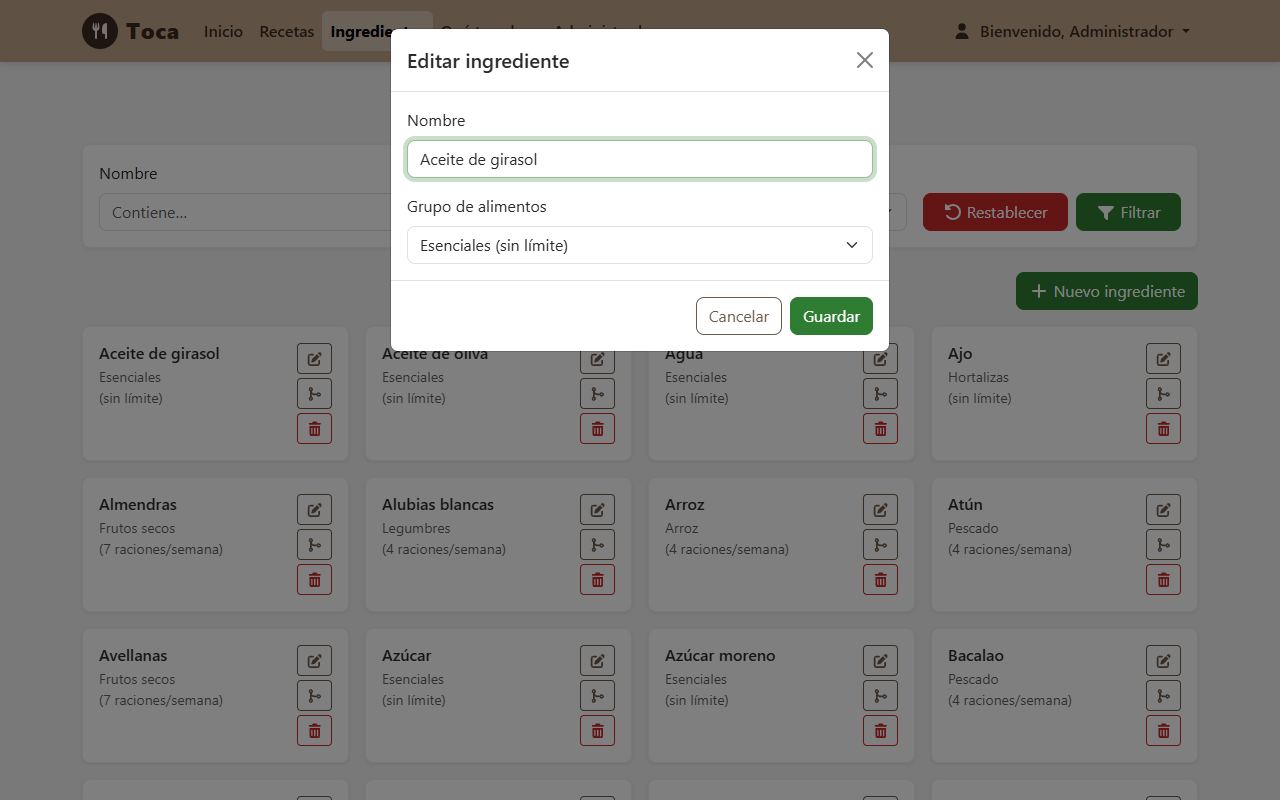 Toca
Inicio
Recetas
Bienvenido, Administrador
Editar ingrediente
Nombre
Aceite de girasol
Grupo de alimentos
Esenciales (sin límite)
Cancelar
Guardar
Nombre
Contiene...
Restablecer
Filtrar
Nuevo ingrediente
Aceite de girasol
Esenciales
(sin límite)
Aceite de oliva
Esenciales
(sin límite)
Agua
Esenciales
(sin límite)
Ajo
Hortalizas
(sin límite)
Almendras
Frutos secos
(7 raciones/semana)
Alubias blancas
Legumbres
(4 raciones/semana)
Arroz
Arroz
(4 raciones/semana)
Atún
Pescado
(4 raciones/semana)
Avellanas
Frutos secos
(7 raciones/semana)
Azúcar
Esenciales
(sin límite)
Azúcar moreno
Esenciales
(sin límite)
Bacalao
Pescado
(4 raciones/semana)